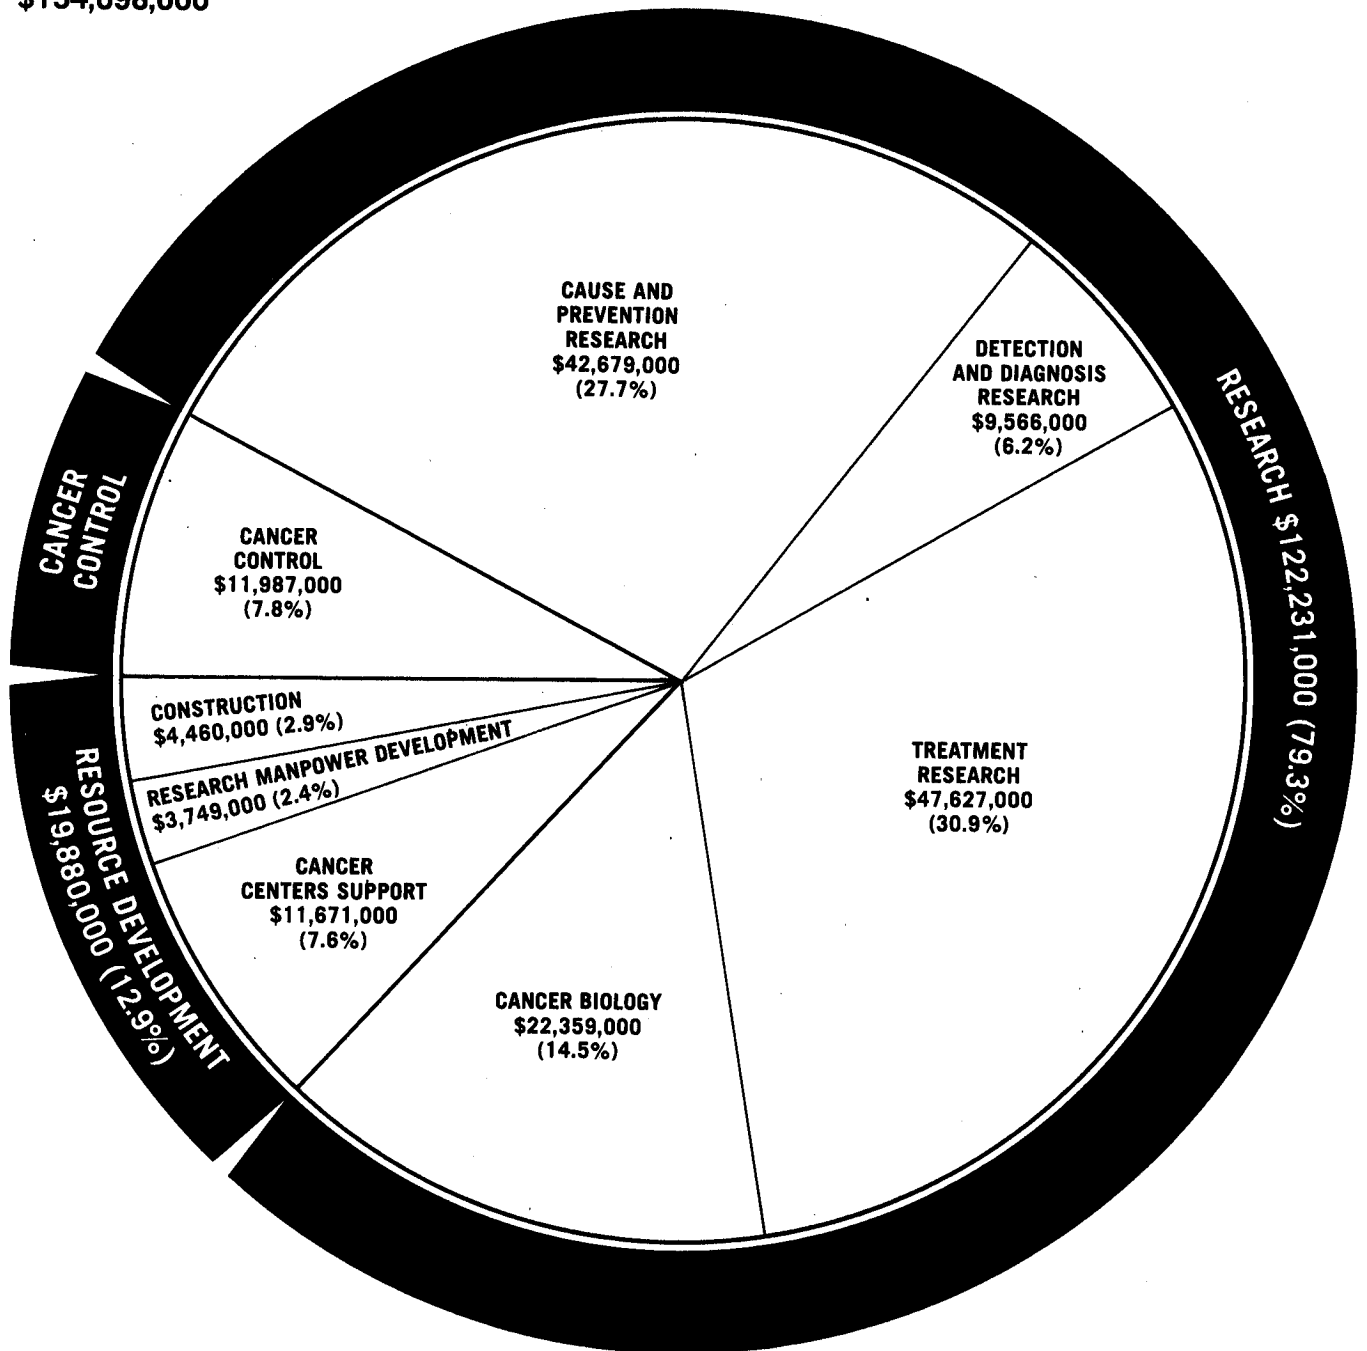 $154,098,000
CAUSE AND
PREVENTION
RESEARCH
$42,679,000
(27.7%)
DETECTION
AND DIAGNOSIS
RESEARCH
$9,566,000
(6.2%)
RESEARCH $122,231,000 (79.3%)
CANCER
CONTROL
CANCER
CONTROL
$11,987,000
(7.8%)
CONSTRUCTION
$4,460,000 (2.9%)
RESEARCH MANPOWER DEVELOPMENT
$3,749,000 (2.4%)
RESOURCE DEVELOPMENT
$19,880,000 (12.9%)
CANCER
CENTERS SUPPORT
$11,671,000
(7.6%)
TREATMENT
RESEARCH
$47,627,000
(30.9%)
CANCER BIOLOGY
$22,359,000
(14.5%)